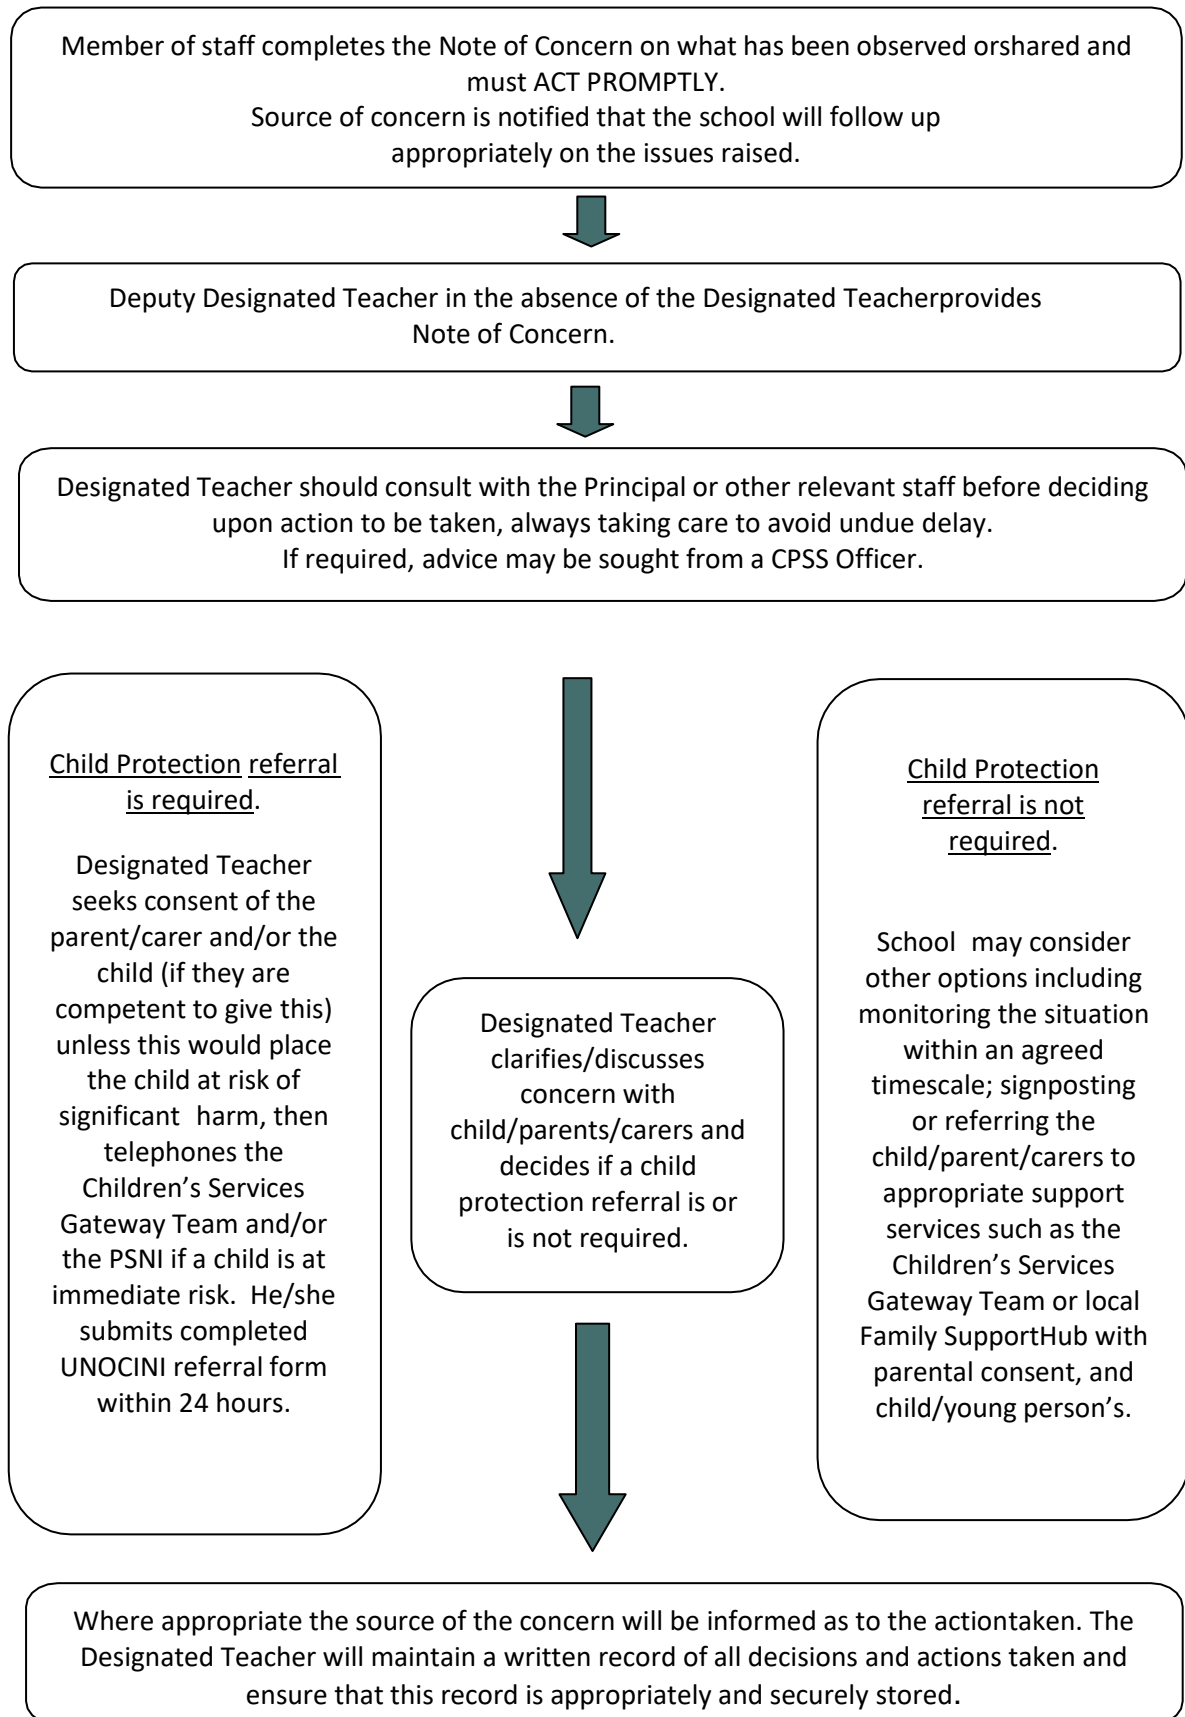 Member of staff completes the Note of Concern on what has been observed orshared and
must ACT PROMPTLY.
Source of concern is notified that the school will follow up
appropriately on the issues raised.
Deputy Designated Teacher in the absence of the Designated Teacherprovides
Note of Concern.
Designated Teacher should consult with the Principal or other relevant staff before deciding
upon action to be taken, always taking care to avoid undue delay.
If required, advice may be sought from a CPSS Officer.
Child Protection referral
is required.
Designated Teacher
seeks consent of the
parent/carer and/or the
child (if they are
competent to give this)
unless this would place
the child at risk of
significant harm, then
telephones the
Children’s Services
Gateway Team and/or
the PSNI if a child is at
immediate risk. He/she
submits completed
UNOCINI referral form
within 24 hours.
Designated Teacher
clarifies/discusses
concern with
child/parents/carers and
decides if a child
protection referral is or
is not required.
Child Protection
referral is not
required.
School may consider
other options including
monitoring the situation
within an agreed
timescale; signposting
or referring the
child/parent/carers to
appropriate support
services such as the
Children’s Services
Gateway Team or local
Family SupportHub with
parental consent, and
child/young person’s.
Where appropriate the source of the concern will be informed as to the actiontaken. The
Designated Teacher will maintain a written record of all decisions and actions taken and
ensure that this record is appropriately and securely stored.